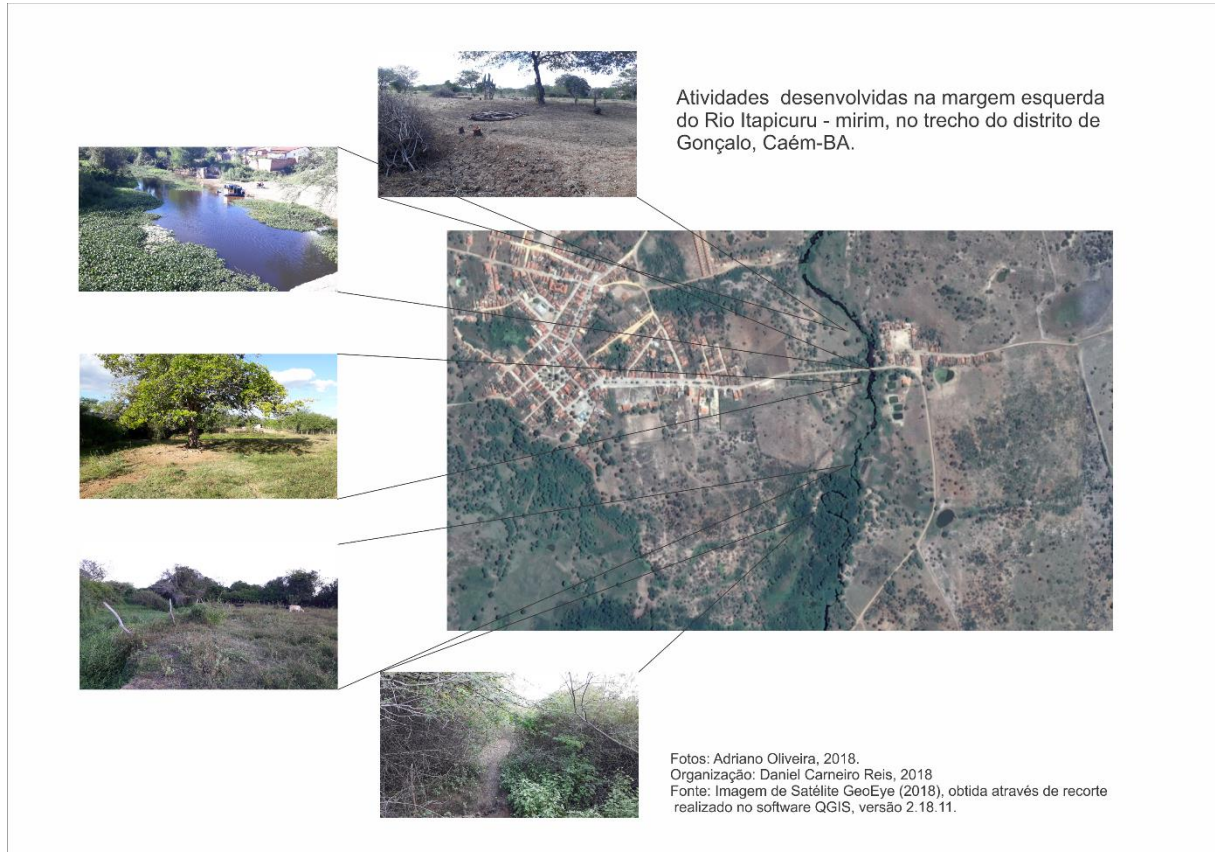 Atividades desenvolvidas na margem esquerda
do Rio Itapicuru - mirim, no trecho do distrito de
Gonçalo, Caém-BA.
Fotos: Adriano Oliveira, 2018.
Organização: Daniel Carneiro Reis, 2018
Fonte: Imagem de Satélite GeoEye (2018), obtida através de recorte
realizado no software QGIS, versão 2.18.11.